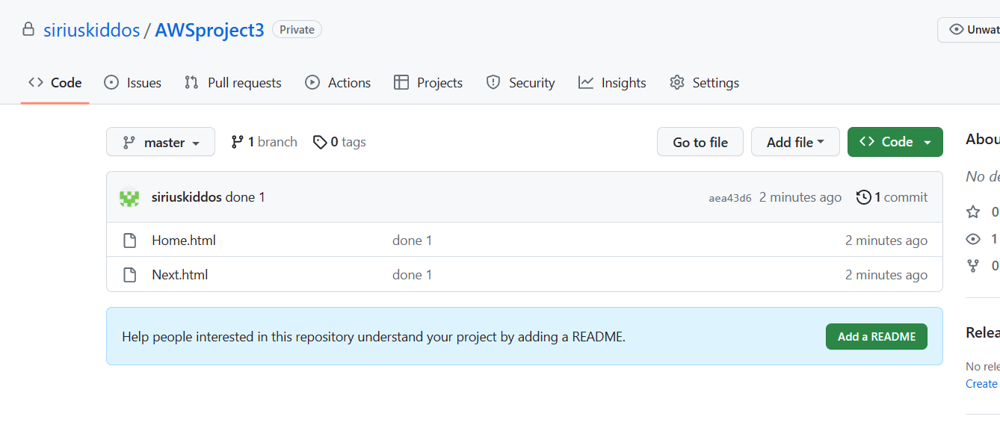 siriuskiddos / AWSproject3 Private
Unwat
Code Issues Pull requests Actions Projects Security Insights Settings
master 1 branch 0 tags Go to file Add file Code
Abou
siriuskiddos done 1 aea43d6 2 minutes ago 1 commit
No de
Home.html done 1 2 minutes ago
Next.html done 1 2 minutes ago
0
1
0
Help people interested in this repository understand your project by adding a README. Add a README
Relea
No rele
Create